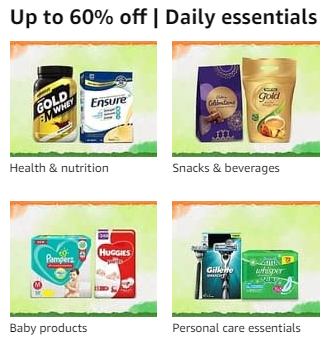 Up to 60% off | Daily essentials
GOLD
WHEY
Ensure
Celebrations
Gold
Health & nutrition
Snacks & beverages
Pampers
M
HUGGIES
Gillette
whisper
Baby products
Personal care essentials